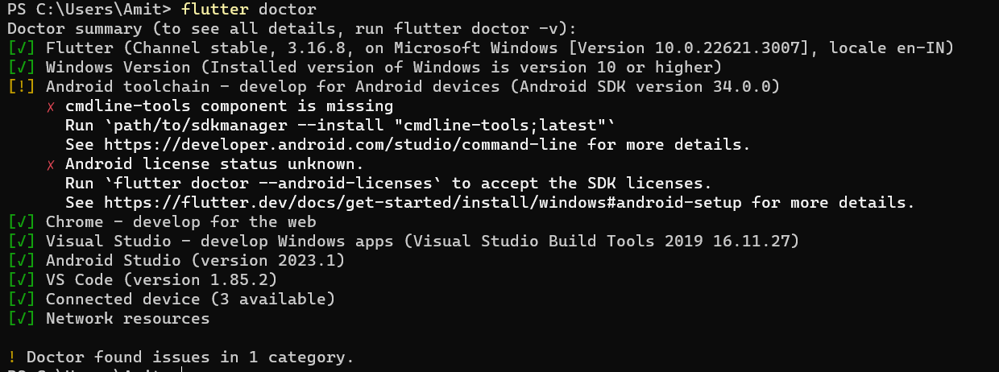 PS C:\Users\Amit> flutter doctor
Doctor summary (to see all details, run flutter doctor -v):
[√] Flutter (Channel stable, 3.16.8, on Microsoft Windows [Version 10.0.22621.3007], locale en-IN)
[√] Windows Version (Installed version of Windows is version 10 or higher)
[!] Android toolchain - develop for Android devices (Android SDK version 34.0.0)
✗ cmdline-tools component is missing
Run `path/to/sdkmanager --install "cmdline-tools;latest"`
See https://developer.android.com/studio/command-line for more details.
✗ Android license status unknown.
Run `flutter doctor --android-licenses` to accept the SDK licenses.
See https://flutter.dev/docs/get-started/install/windows#android-setup for more details.
[√] Chrome - develop for the web
[√] Visual Studio - develop Windows apps (Visual Studio Build Tools 2019 16.11.27)
[√] Android Studio (version 2023.1)
[√] VS Code (version 1.85.2)
[√] Connected device (3 available)
[√] Network resources
! Doctor found issues in 1 category.
PS C:\Users\Amit>